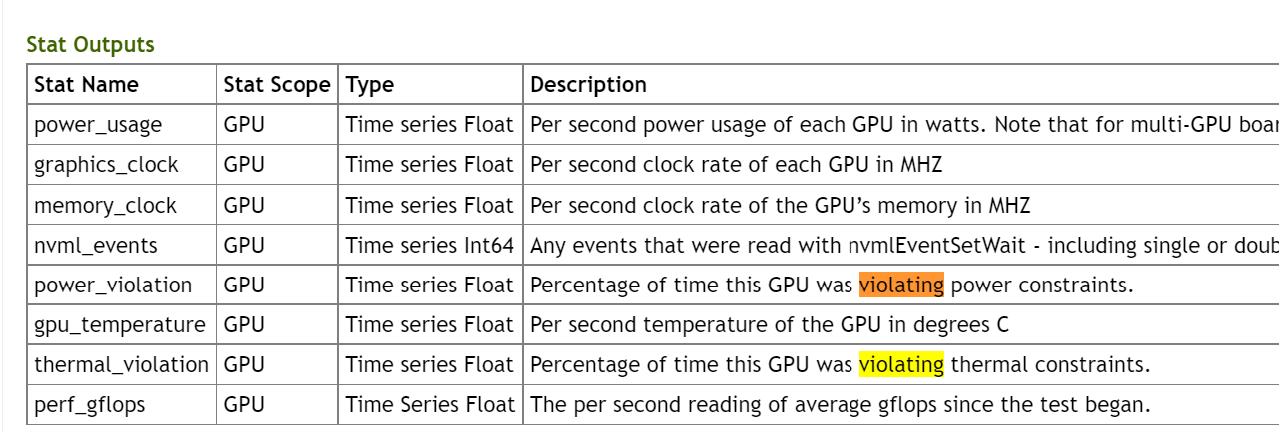 Stat Outputs
Stat Name Stat Scope Type Description
power_usage GPU Time series Float Per second power usage of each GPU in watts. Note that for multi-GPU
graphics_clock GPU Time series Float Per second clock rate of each GPU in MHZ
memory_clock GPU Time series Float Per second clock rate of the GPU’s memory in MHZ
nvml_events GPU Time series Int64 Any events that were read with nvmlEventSetWait - including single or
power_violation GPU Time series Float Percentage of time this GPU was violating power constraints.
gpu_temperature GPU Time series Float Per second temperature of the GPU in degrees C
thermal_violation GPU Time series Float Percentage of time this GPU was violating thermal constraints.
perf_gflops GPU Time Series Float The per second reading of average gflops since the test began.